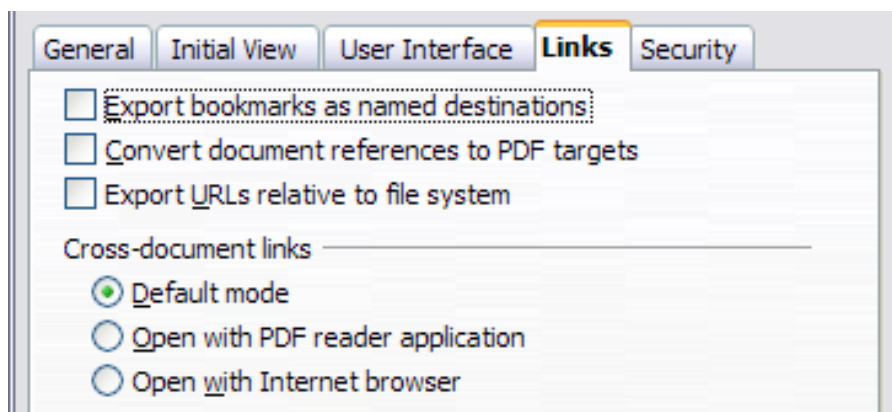 General Initial View User Interface Links Security
Export bookmarks as named destinations
Convert document references to PDF targets
Export URLs relative to file system
Cross-document links
Default mode
Open with PDF reader application
Open with Internet browser